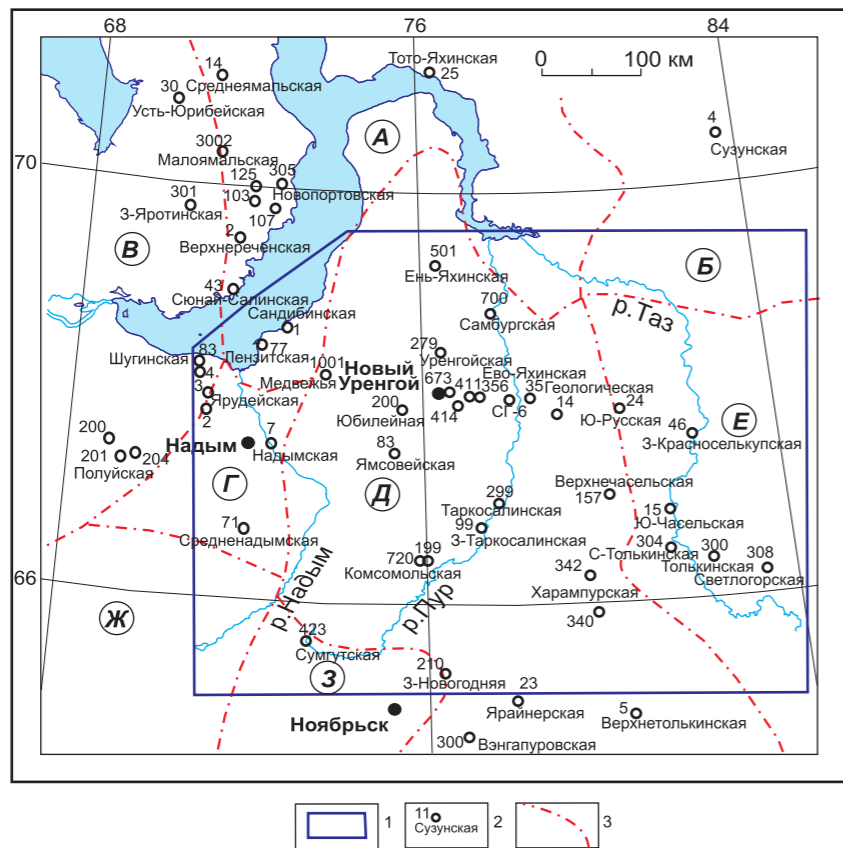 68 76 84
14
Среднеямальская
30
Усть-Юрибейская
Тото-Яхинская
25
0 100 км
4
Сузунская
А
3002
Малоямальская
70
125 305
Новопортовская
103
301
107
З-Яротинская
2
Верхнереченская
В
501
Ень-Яхинская
Б
43
Сюнай-Салинская
700
Самбургская
р.Таз
Сандибинская
1
77
Лензитская
83
Шугинская
4
279
Уренгойская
1001
Медвежья
Новый
Уренгой
673
411
356
Ево-Яхинская
35
Геологическая
3
Ярудейская
2
200
Юбилейная
414
СГ-6
14
24
Ю-Русская
46
З-Красноселькупская
Е
200
201
204
Полуйская
Надым
7
Надымская
83
Ямсовейская
Г
Д
Верхнечасельская
157
299
Таркосалинская
15
Ю-Часельская
71
Средненадымская
99
З-Таркосалинская
304
С-Толькинская
300
Толькинская
308
Светлогорская
720
199
Комсомольская
66
342
Харампурская
340
Ж
р.Надым
р.Пур
423
Сумгутская
З
210
З-Новогодняя
23
Ярайнерская
5
Верхнетолькинская
Ноябрьск
300
Вэнгапуровская
1
11
Сузунская
2
3